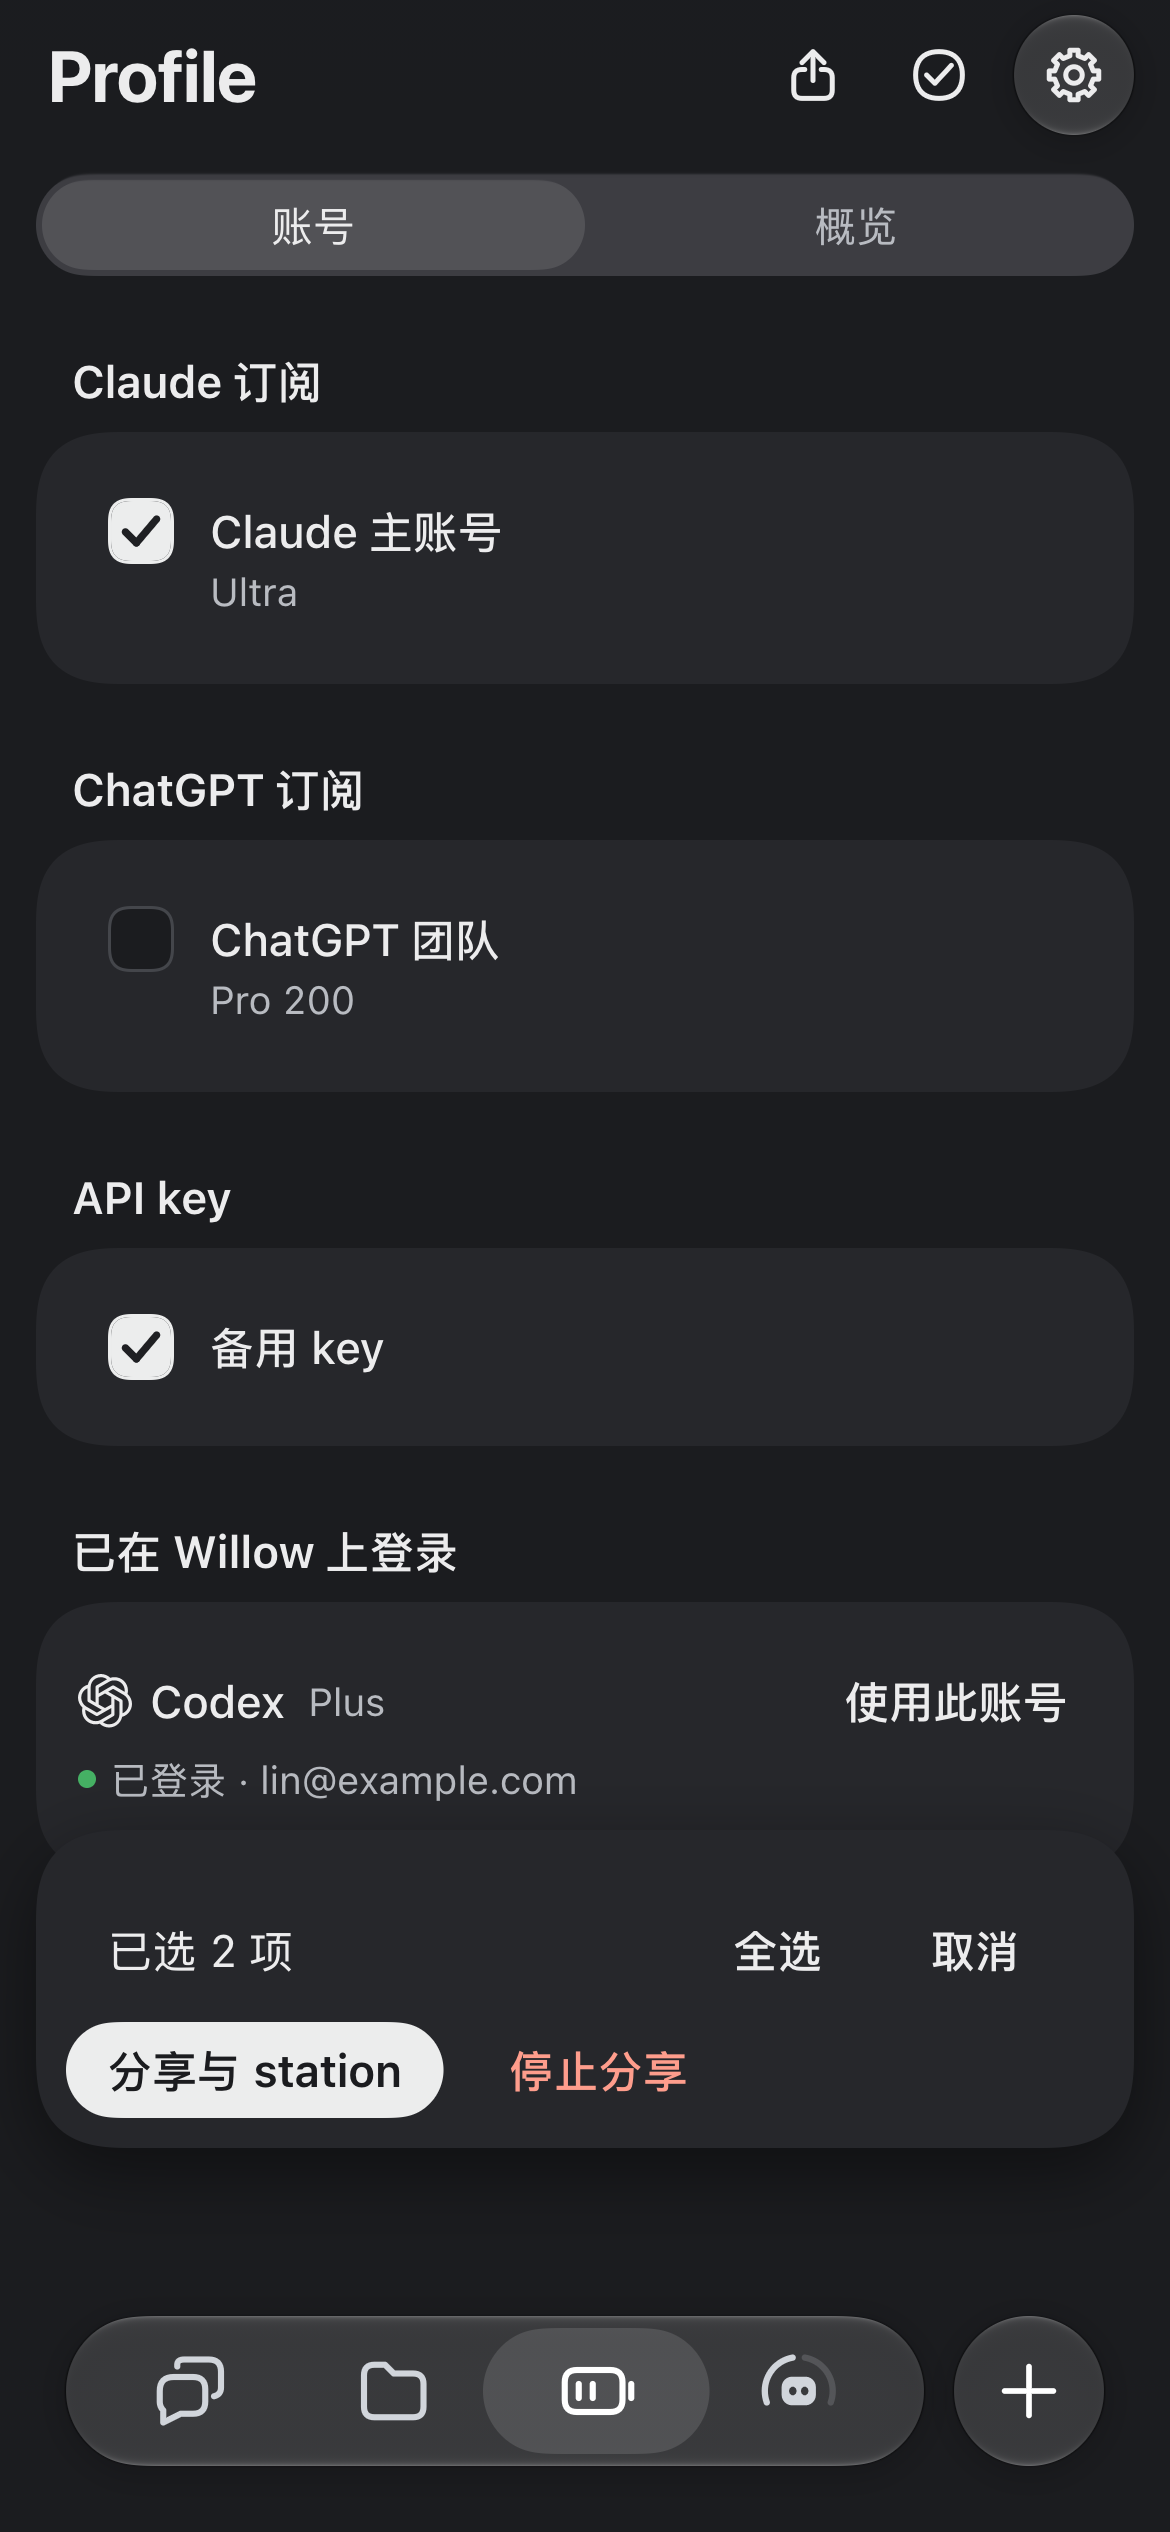 Profile
账号
概览
Claude 订阅
Claude 主账号
Ultra
ChatGPT 订阅
ChatGPT 团队
Pro 200
API key
备用 key
已在 Willow 上登录
Codex Plus 使用此账号
已登录 · lin@example.com
已选 2 项 全选 取消
分享与 station 停止分享